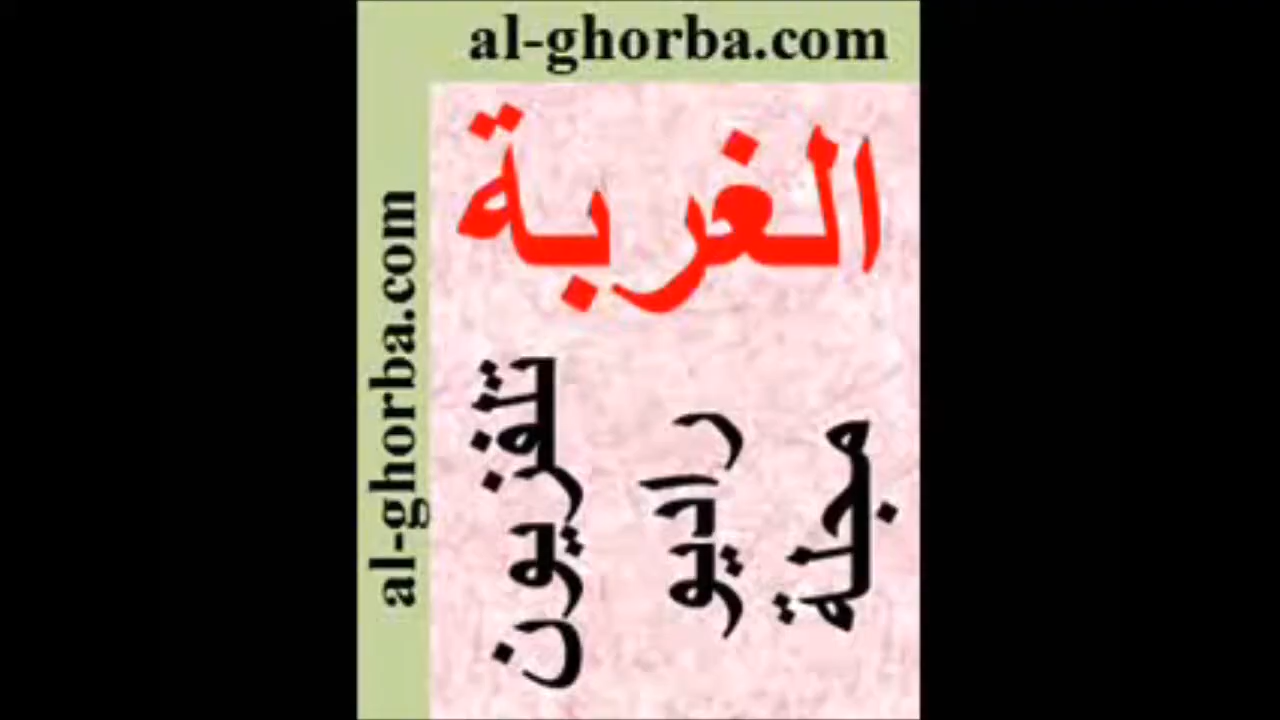 al-ghorba.com
الغربة
مجلة
راديو
تلفزيون
al-ghorba.com